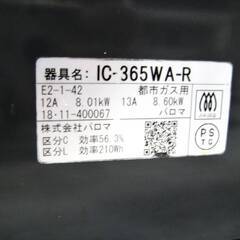 器具名: IC-365WA-R
E2-1-42 都市ガス用
12A 8.01kW 13A 8.60kW
18・11-400067 パロマ
株式会社パロマ
区分C 効率56.3%
区分L 効率210Wh
PS
TG